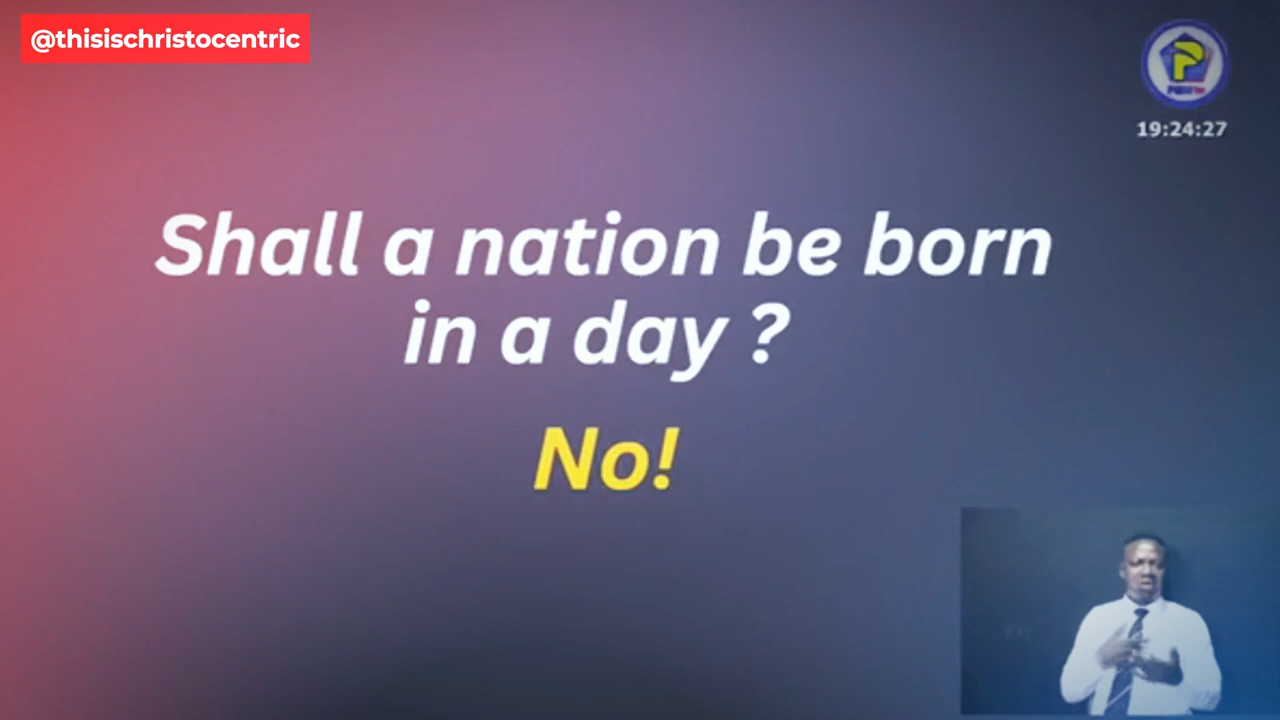 @thisischristocentric
19:24:27
Shall a nation be born
in a day ?
No!